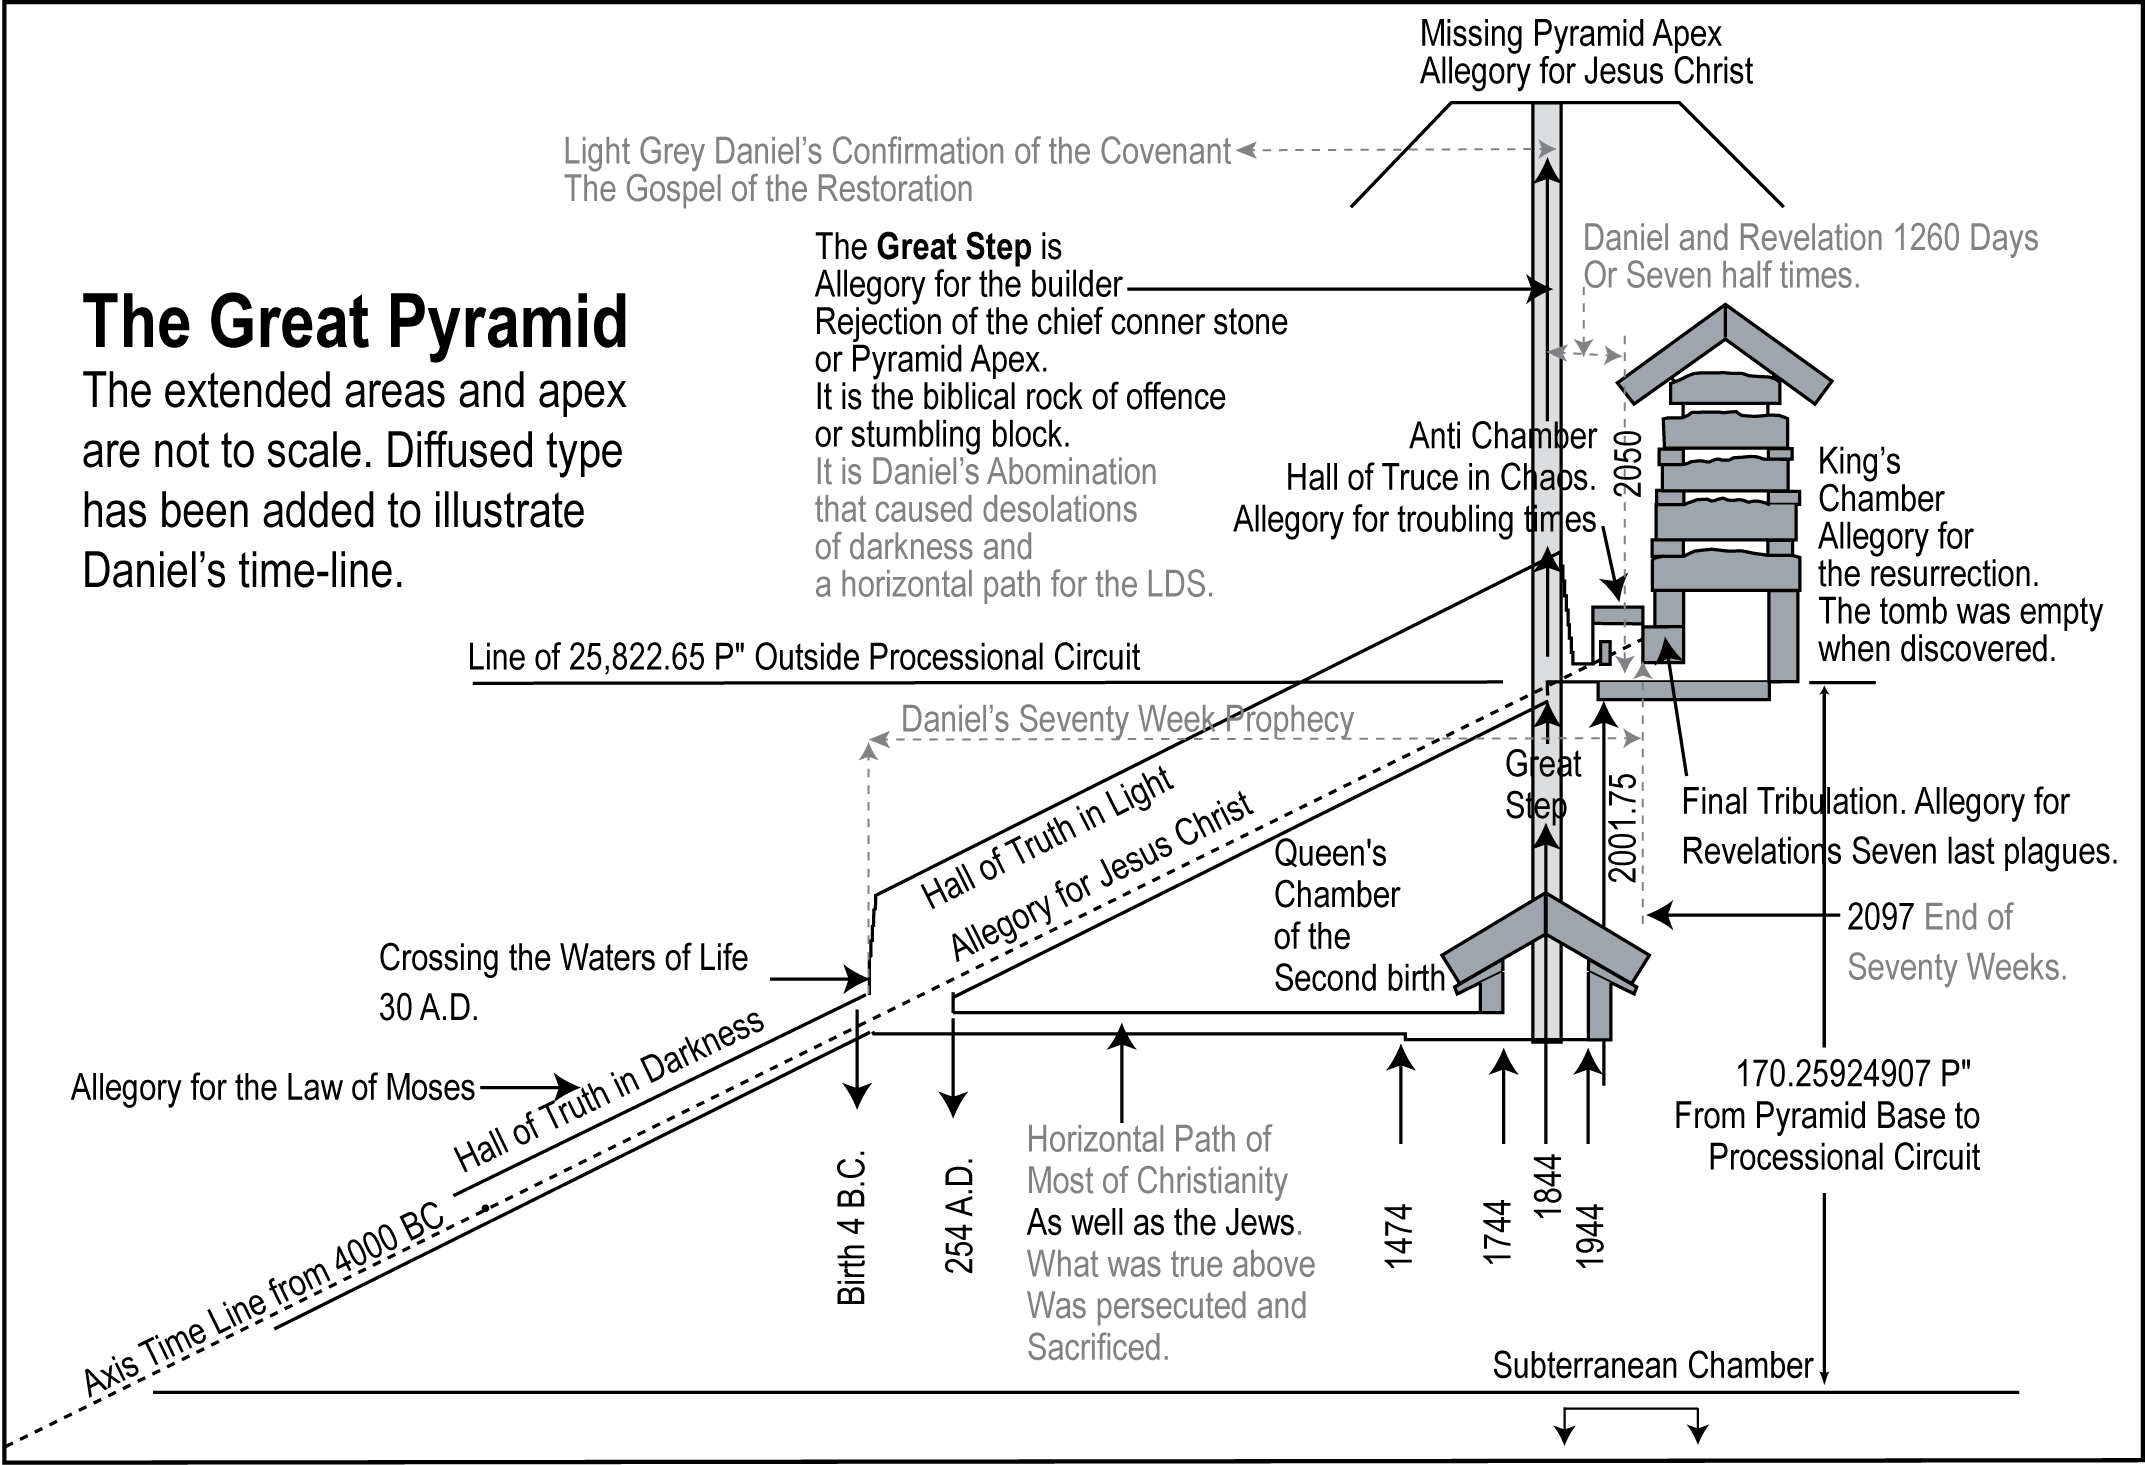 Missing Pyramid Apex
Allegory for Jesus Christ
Light Grey Daniel's Confirmation of the Covenant
The Gospel of the Restoration
The Great Step is
Allegory for the builder
Rejection of the chief conner stone
or Pyramid Apex.
It is the biblical rock of offence
or stumbling block.
It is Daniel's Abomination
that caused desolations
of darkness and
a horizontal path for the LDS.
Daniel and Revelation 1260 Days
Or Seven half times.
The Great Pyramid
The extended areas and apex
are not to scale. Diffused type
has been added to illustrate
Daniel's time-line.
Anti Chamber
Hall of Truce in Chaos.
Allegory for troubling times
2050
King's
Chamber
Allegory for
the resurrection.
The tomb was empty
when discovered.
Line of 25,822.65 P" Outside Processional Circuit
Daniel's Seventy Week Prophecy
Great
Step
2001.75
Final Tribulation. Allegory for
Revelations Seven last plagues.
Hall of Truth in Light
Allegory for Jesus Christ
Queen's
Chamber
of the
Second birth
2097 End of
Seventy Weeks.
Crossing the Waters of Life
30 A.D.
Allegory for the Law of Moses
Hall of Truth in Darkness
Axis Time Line from 4000 BC
Birth 4 B.C.
254 A.D.
Horizontal Path of
Most of Christianity
As well as the Jews.
What was true above
Was persecuted and
Sacrificed.
1474
1744
1844
1944
170.25924907 P"
From Pyramid Base to
Processional Circuit
Subterranean Chamber